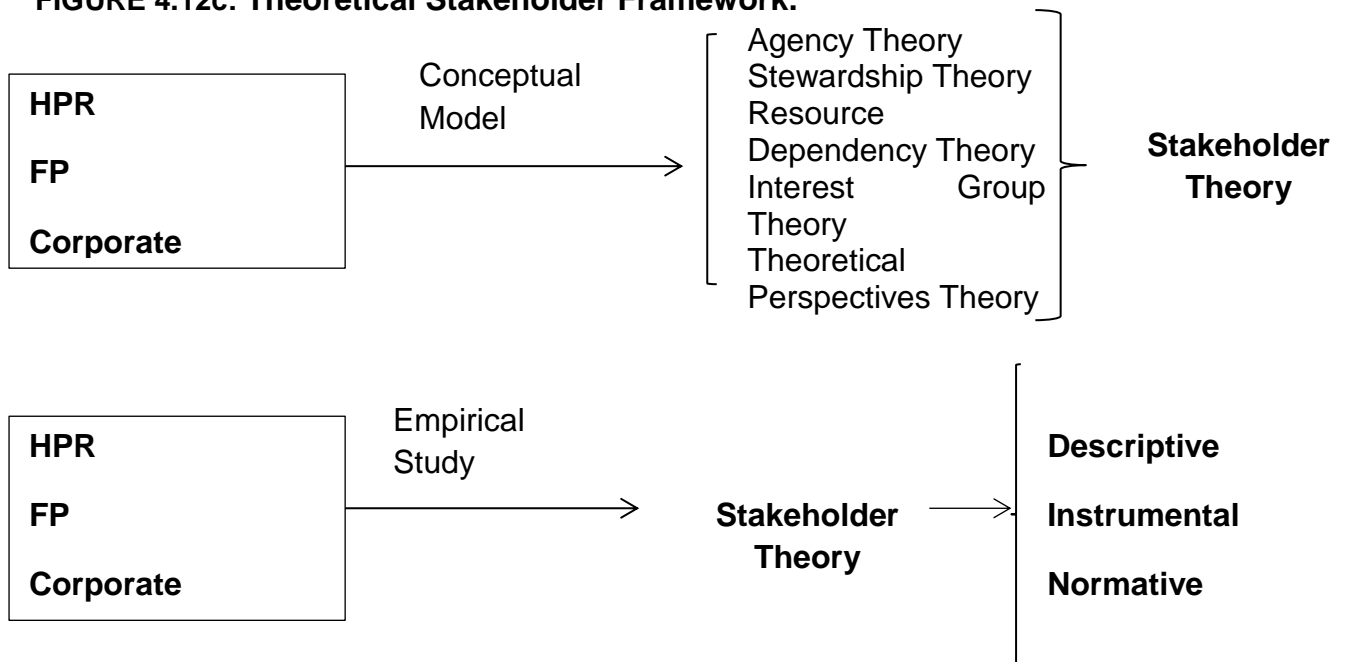 FIGURE 4.12c: Theoretical Stakeholder Framework.
HPR
FP
Corporate
Conceptual
Model
Agency Theory
Stewardship Theory
Resource
Dependency Theory
Interest Group
Theory
Theoretical
Perspectives Theory
Stakeholder
Theory
HPR
FP
Corporate
Empirical
Study
Stakeholder
Theory
Descriptive
Instrumental
Normative